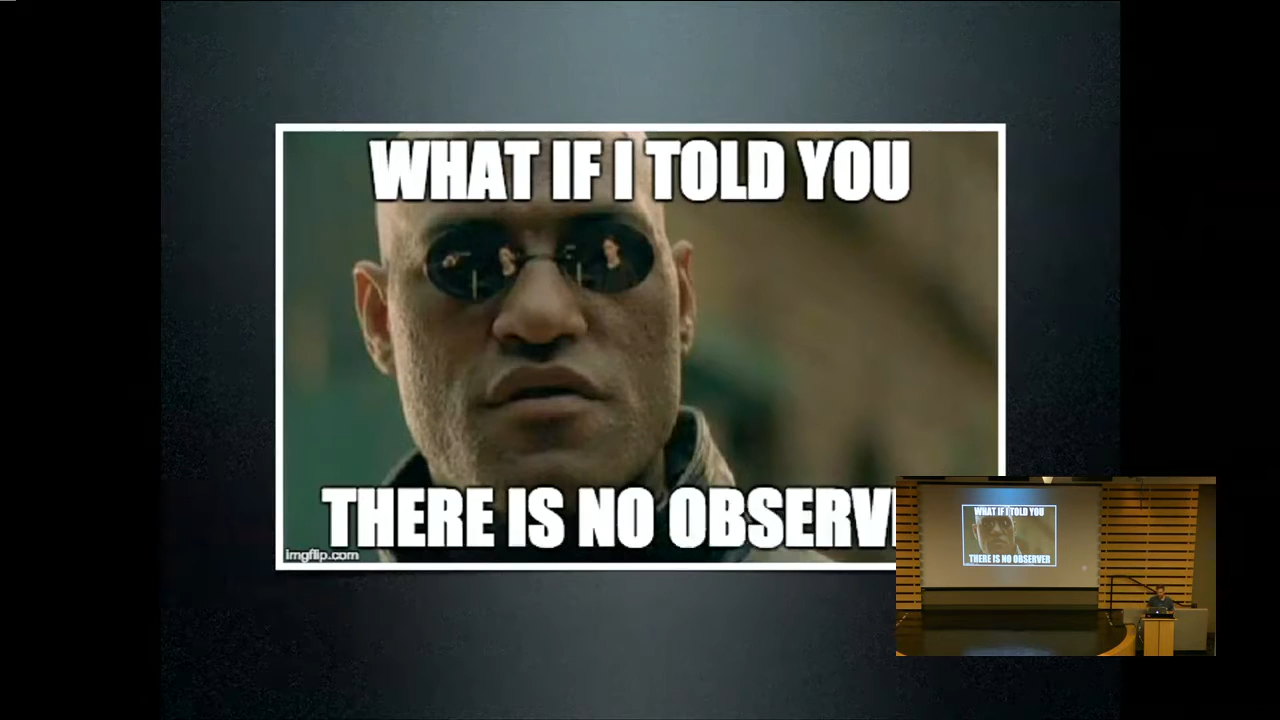 WHAT IF I TOLD YOU
THERE IS NO OBSERV
imgflip.com
WHAT IF I TOLD YOU
THERE IS NO OBSERVER